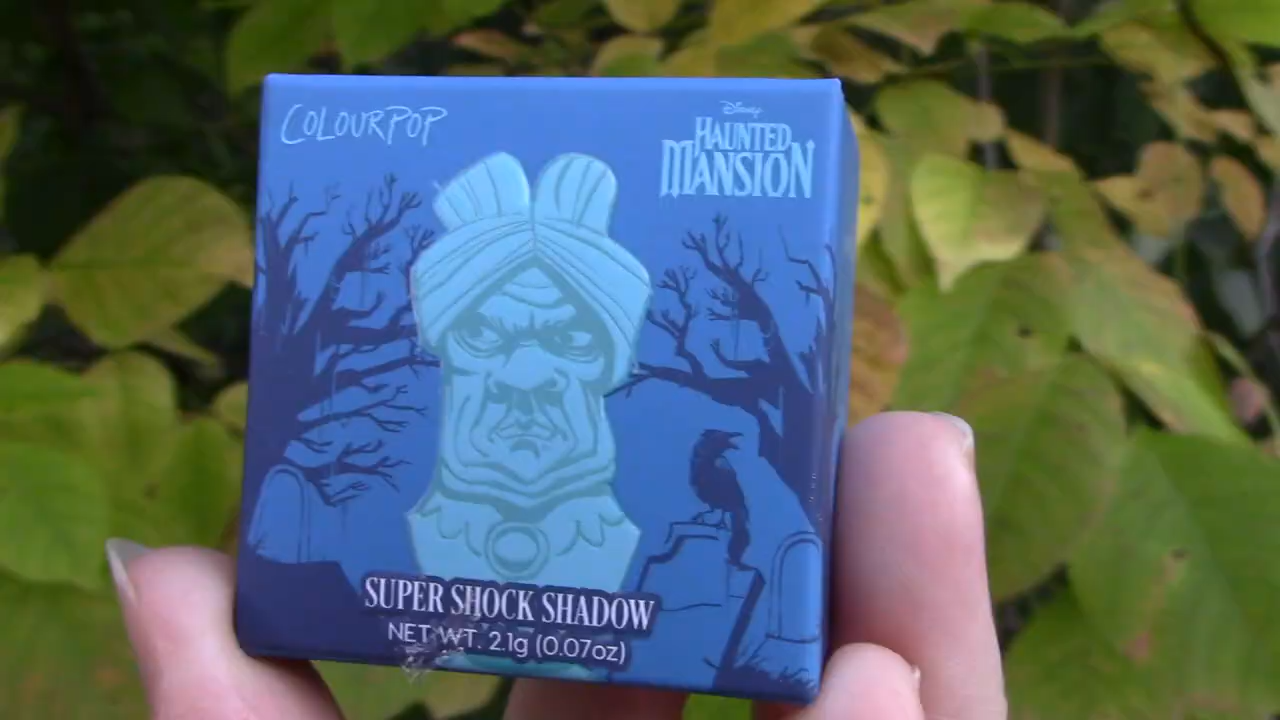 COLOURPOP
Disney
HAUNTED
MANSION
SUPER SHOCK SHADOW
NET WT. 2.1g (0.07oz)